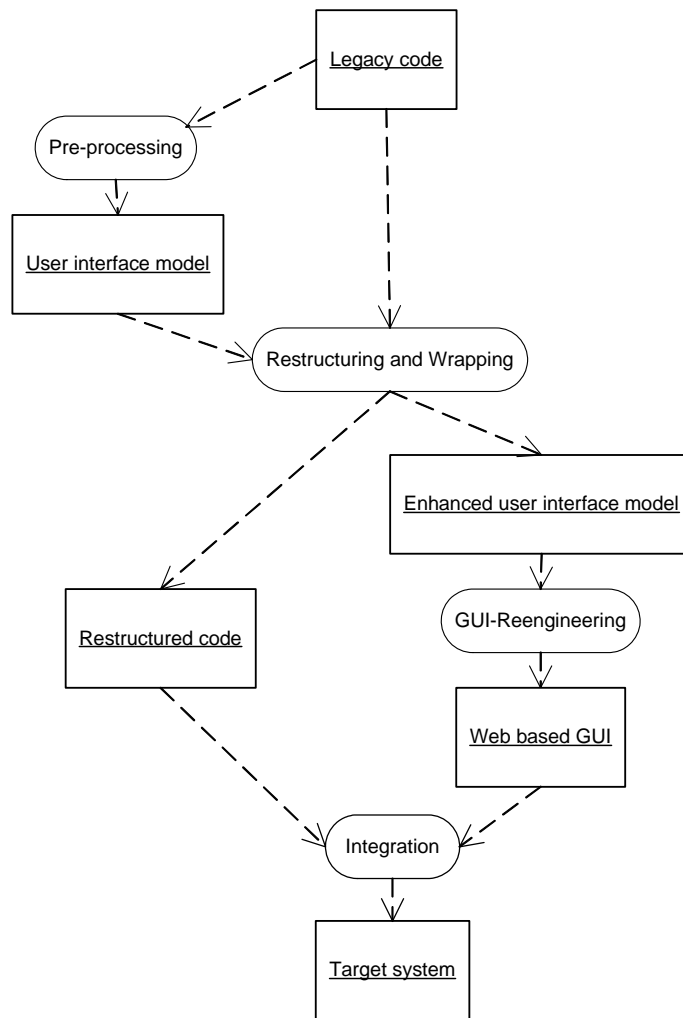 Legacy code
Pre-processing
User interface model
Restructuring and Wrapping
Enhanced user interface model
Restructured code
GUI-Reengineering
Web based GUI
Integration
Target system